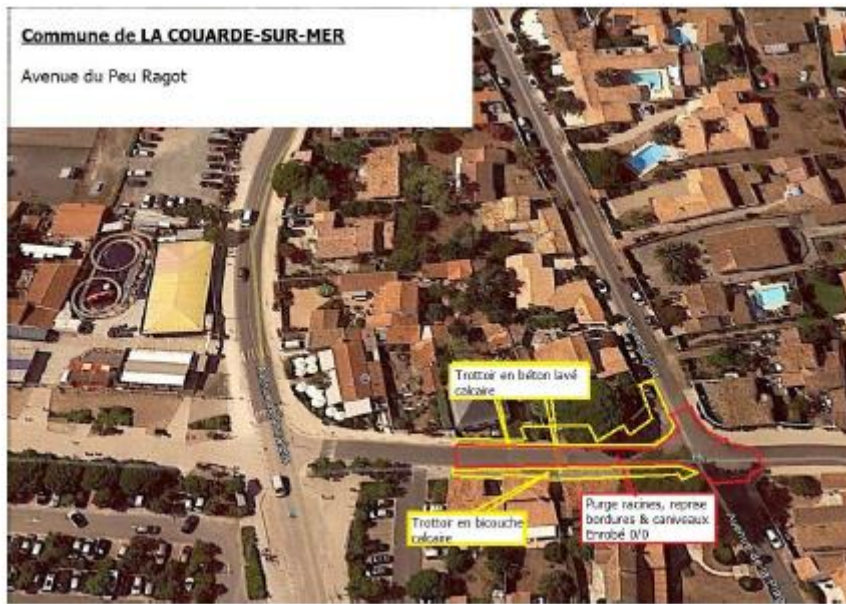 Commune de LA COUARDE-SUR-MER
Avenue du Peu Ragot
Trottoir en béton lavé
calcaire
Trottoir en bicouche
calcaire
Purge racines, reprise
bordures & caniveaux
Enrobé 0/0